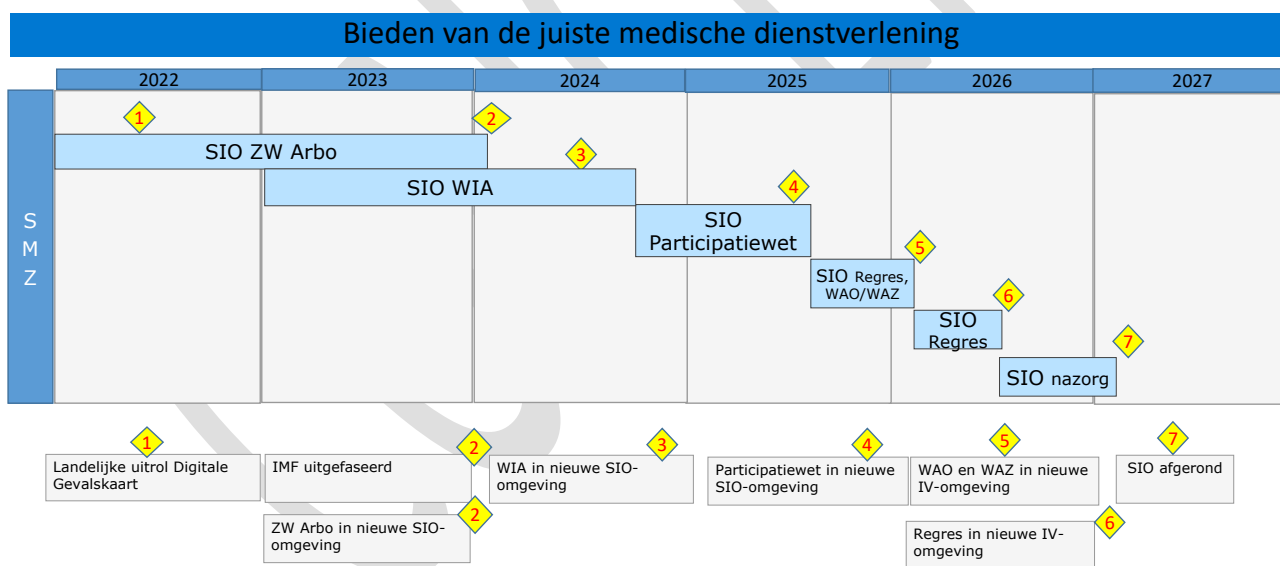 Bieden van de juiste medische dienstverlening
2022 2023 2024 2025 2026 2027
S
M
Z
1
2
SIO ZW Arbo
3
SIO WIA
4
SIO
Participatiewet
5
SIO Regres,
WAO/WAZ
6
SIO
Regres
7
SIO nazorg
1
Landelijke uitrol Digitale
Gevalskaart
2
IMF uitgefaseerd
2
ZW Arbo in nieuwe SIO-
omgeving
3
WIA in nieuwe SIO-
omgeving
4
Participatiewet in nieuwe
SIO-omgeving
5
WAO en WAZ in nieuwe
IV-omgeving
6
Regres in nieuwe IV-
omgeving
7
SIO afgerond